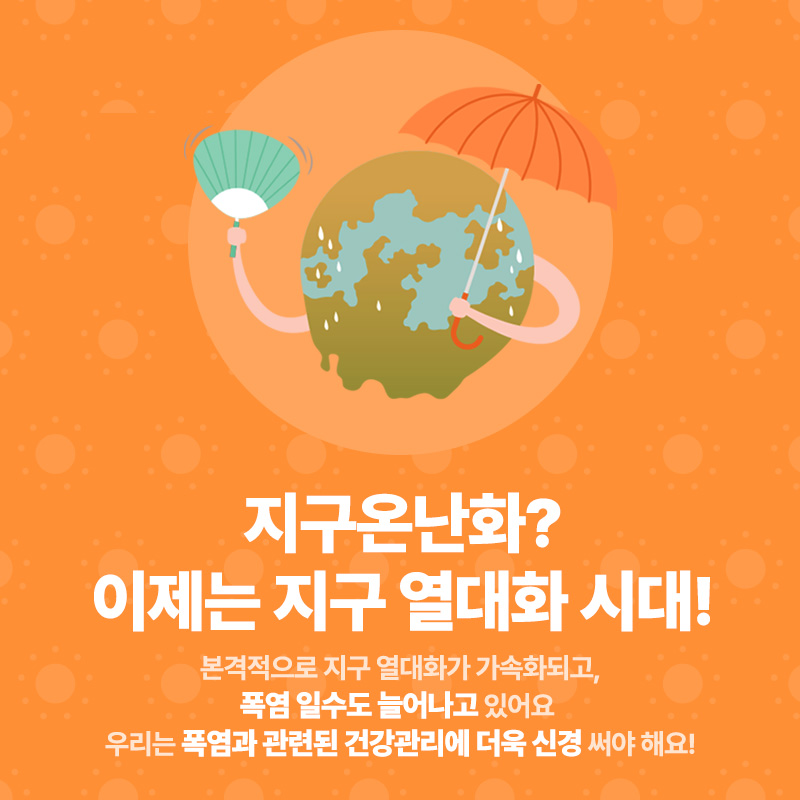 지구온난화?
이제는 지구 열대화 시대!
본격적으로 지구 열대화가 가속화되고,
폭염 일수도 늘어나고 있어요
우리는 폭염과 관련된 건강관리에 더욱 신경 써야 해요!